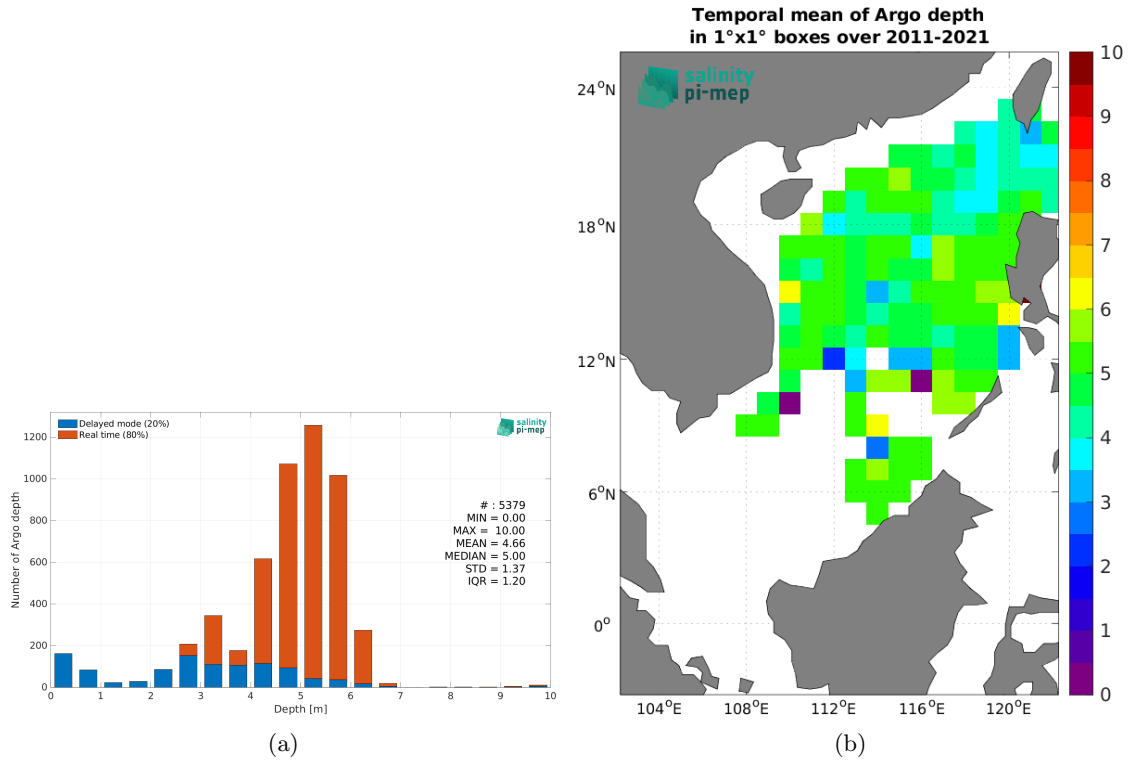 Temporal mean of Argo depth
in 1°x1° boxes over 2011-2021
salinity
pi-mep
24°N
18°N
12°N
6°N
0°
104°E
108°E
112°E
116°E
120°E
10
9
8
7
6
5
4
3
2
1
0
Delayed mode (20%)
Real time (80%)
salinity
pi-mep
# : 5379
MIN = 0.00
MAX = 10.00
MEAN = 4.66
MEDIAN = 5.00
STD = 1.37
IQR = 1.20
Number of Argo depth
1200
1000
800
600
400
200
0
0 1 2 3 4 5 6 7 8 9 10
Depth [m]
(a)
(b)